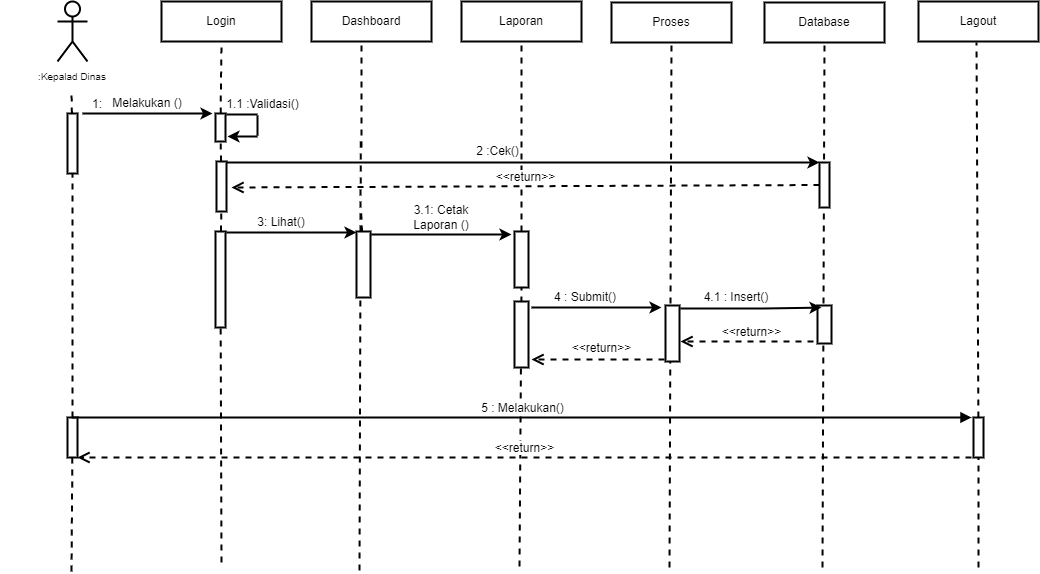 Login
Dashboard
Laporan
Proses
Database
Lagout
:Kepalad Dinas
1: Melakukan ()
1.1 :Validasi()
2 :Cek()
<<return>>
3: Lihat()
3.1: Cetak
Laporan ()
4 : Submit()
4.1 : Insert()
<<return>>
<<return>>
5 : Melakukan()
<<return>>